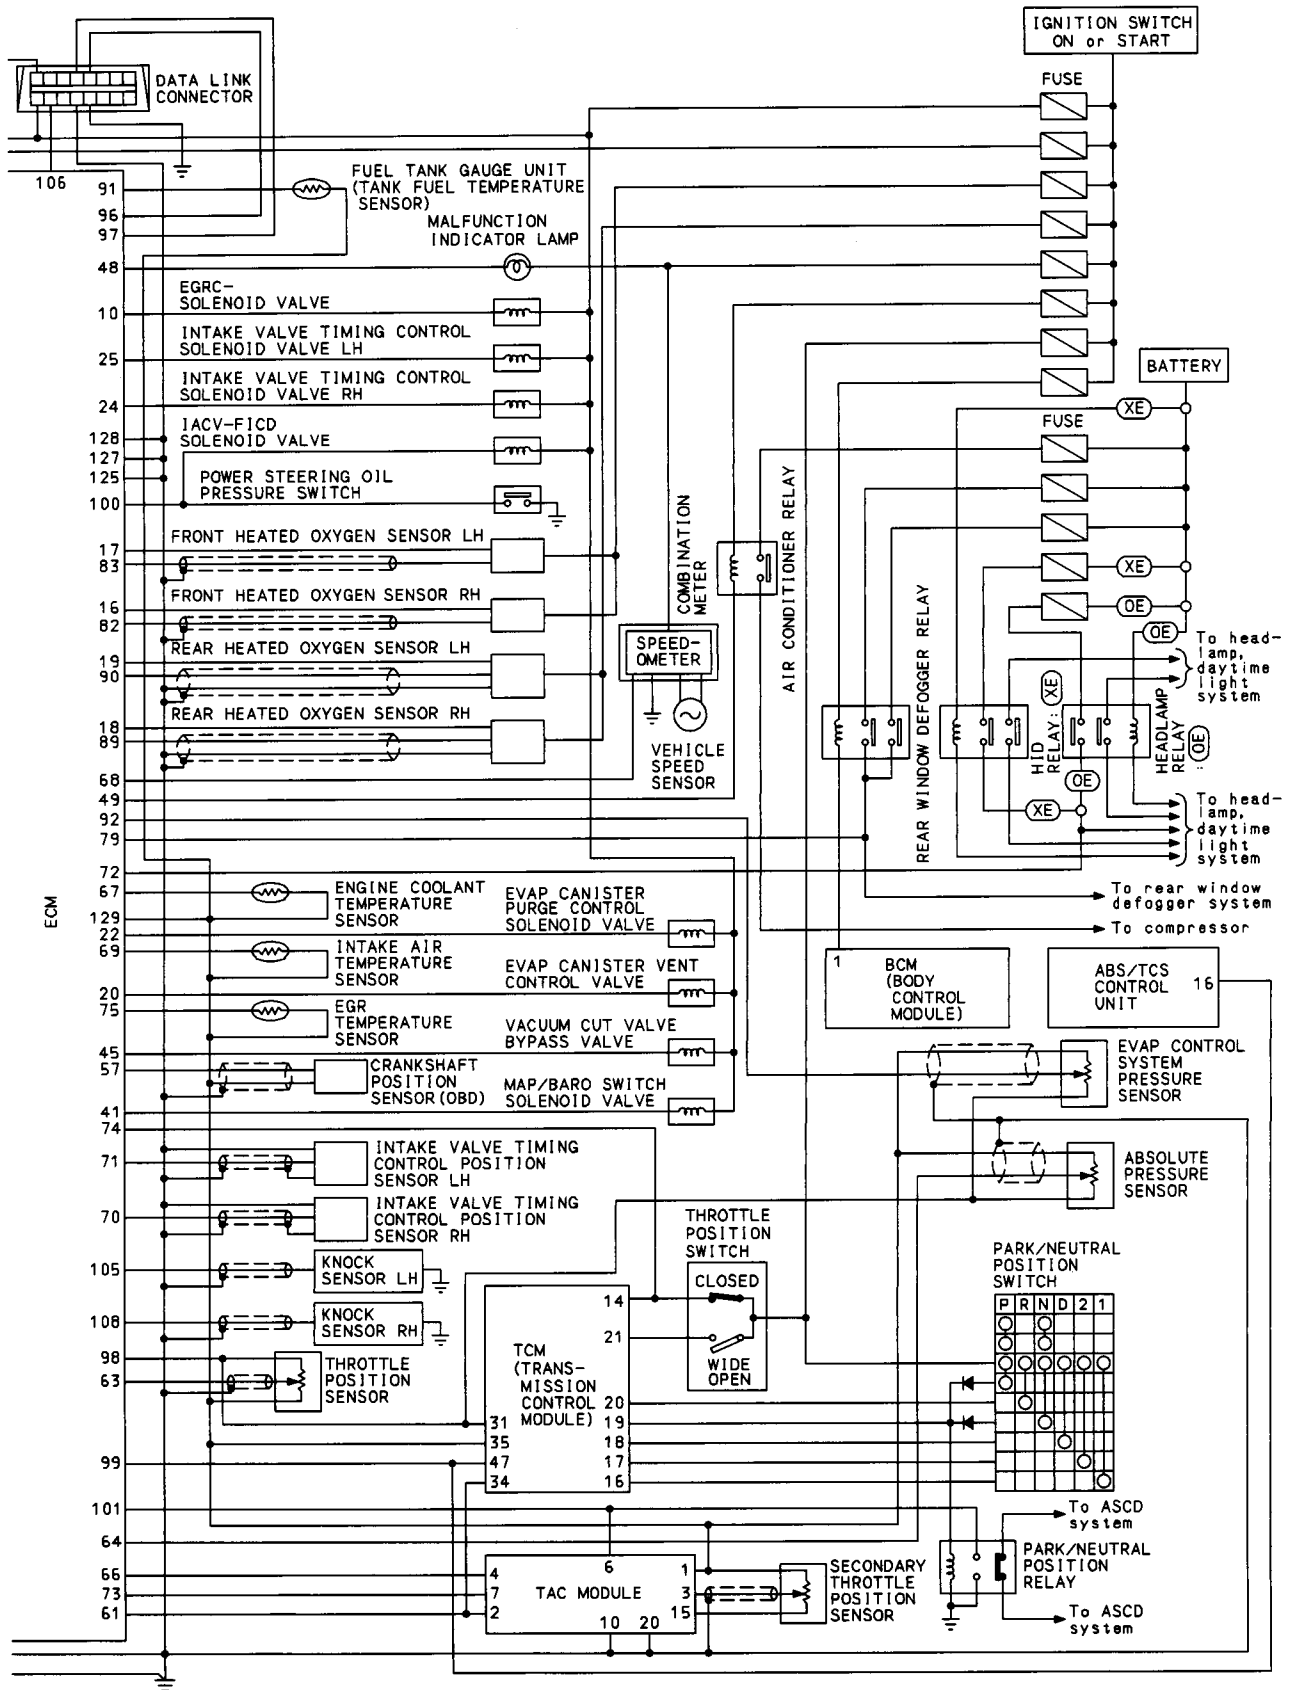 IGNITION SWITCH
ON or START
FUSE
DATA LINK
CONNECTOR
106
91
FUEL TANK GAUGE UNIT
(TANK FUEL TEMPERATURE
SENSOR)
96
97
MALFUNCTION
INDICATOR LAMP
48
EGRC-
SOLENOID VALVE
10
INTAKE VALVE TIMING CONTROL
SOLENOID VALVE LH
25
INTAKE VALVE TIMING CONTROL
SOLENOID VALVE RH
24
IACV-FICD
SOLENOID VALVE
128
127
125
POWER STEERING OIL
PRESSURE SWITCH
100
BATTERY
XE
FUSE
XE
OE
OE
FRONT HEATED OXYGEN SENSOR LH
17
83
FRONT HEATED OXYGEN SENSOR RH
16
82
REAR HEATED OXYGEN SENSOR LH
19
90
REAR HEATED OXYGEN SENSOR RH
18
89
68
49
92
79
COMBINATION
METER
SPEED-
OMETER
VEHICLE
SPEED
SENSOR
AIR CONDITIONER RELAY
REAR WINDOW DEFOGGER RELAY
HID
RELAY: XE
HEADLAMP
RELAY
: OE
To head-
lamp,
daytime
light
system
OE
XE
To head-
lamp,
daytime
light
system
To rear window
defogger system
To compressor
ECM
72
67
ENGINE COOLANT
TEMPERATURE
SENSOR
129
22
EVAP CANISTER
PURGE CONTROL
SOLENOID VALVE
69
INTAKE AIR
TEMPERATURE
SENSOR
20
EVAP CANISTER VENT
CONTROL VALVE
75
EGR
TEMPERATURE
SENSOR
45
VACUUM CUT VALVE
BYPASS VALVE
57
CRANKSHAFT
POSITION
SENSOR(OBD)
41
MAP/BARO SWITCH
SOLENOID VALVE
74
1
BCM
(BODY
CONTROL
MODULE)
ABS/TCS
CONTROL
UNIT
16
EVAP CONTROL
SYSTEM
PRESSURE
SENSOR
ABSOLUTE
PRESSURE
SENSOR
71
INTAKE VALVE TIMING
CONTROL POSITION
SENSOR LH
70
INTAKE VALVE TIMING
CONTROL POSITION
SENSOR RH
105
KNOCK
SENSOR LH
108
KNOCK
SENSOR RH
98
63
THROTTLE
POSITION
SENSOR
THROTTLE
POSITION
SWITCH
CLOSED
WIDE
OPEN
PARK/NEUTRAL
POSITION
SWITCH
P R N D 2 1
TCM
(TRANS-
MISSION
CONTROL
MODULE)
14
21
20
19
18
17
16
31
35
47
34
99
101
64
66
73
61
TAC MODULE
4
7
2
6
1
3
15
10 20
SECONDARY
THROTTLE
POSITION
SENSOR
To ASCD
system
PARK/NEUTRAL
POSITION
RELAY
To ASCD
system